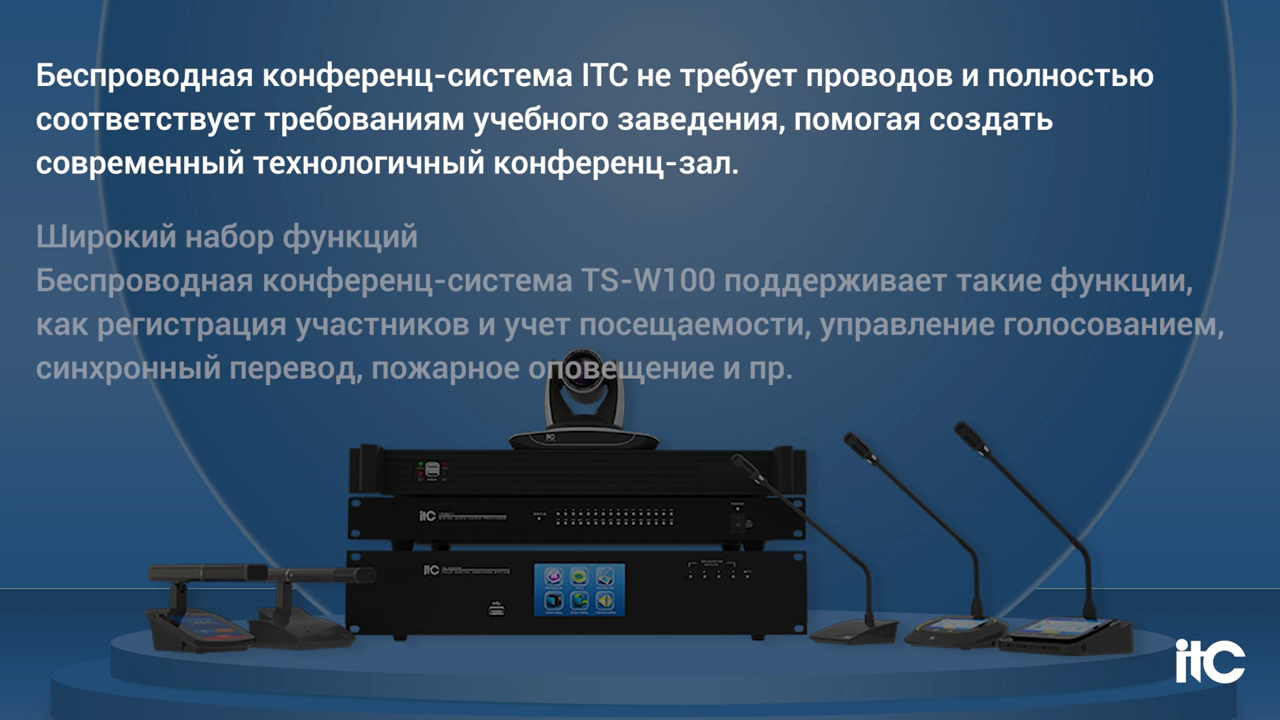 Беспроводная конференц-система ITC не требует проводов и полностью
соответствует требованиям учебного заведения, помогая создать
современный технологичный конференц-зал.
Широкий набор функций
Беспроводная конференц-система TS-W100 поддерживает такие функции,
как регистрация участников и учет посещаемости, управление голосованием,
синхронный перевод, пожарное оповещение и пр.
itC
itC
itC